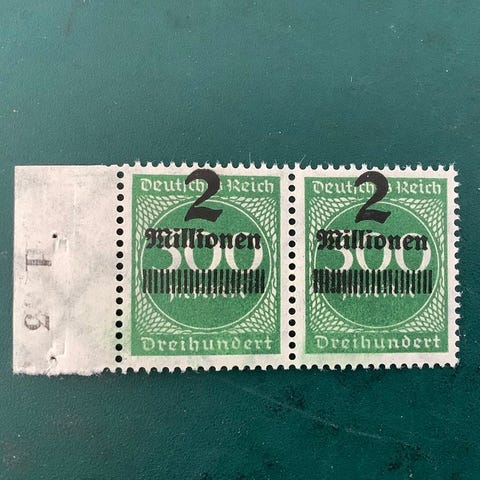 Deutsches Reich
2
Millionen
300
Dreihundert
Deutsches Reich
2
Millionen
300
Dreihundert